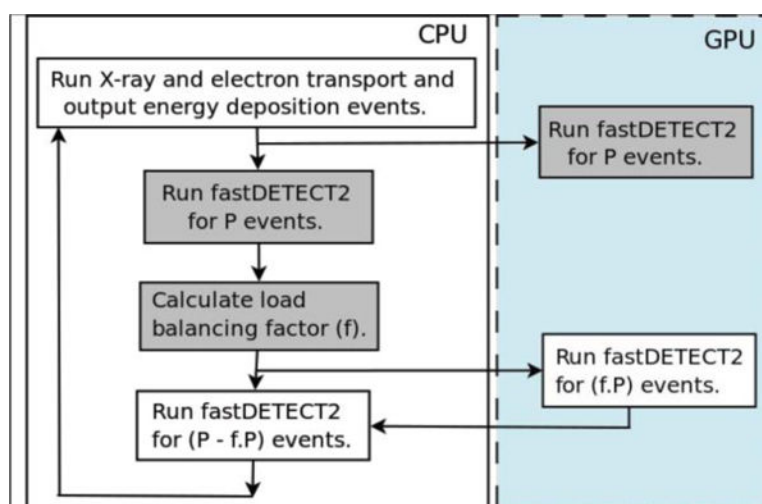 CPU
GPU
Run X-ray and electron transport and
output energy deposition events.
Run fastDETECT2
for P events.
Run fastDETECT2
for P events.
Calculate load
balancing factor (f).
Run fastDETECT2
for (f.P) events.
Run fastDETECT2
for (P - f.P) events.